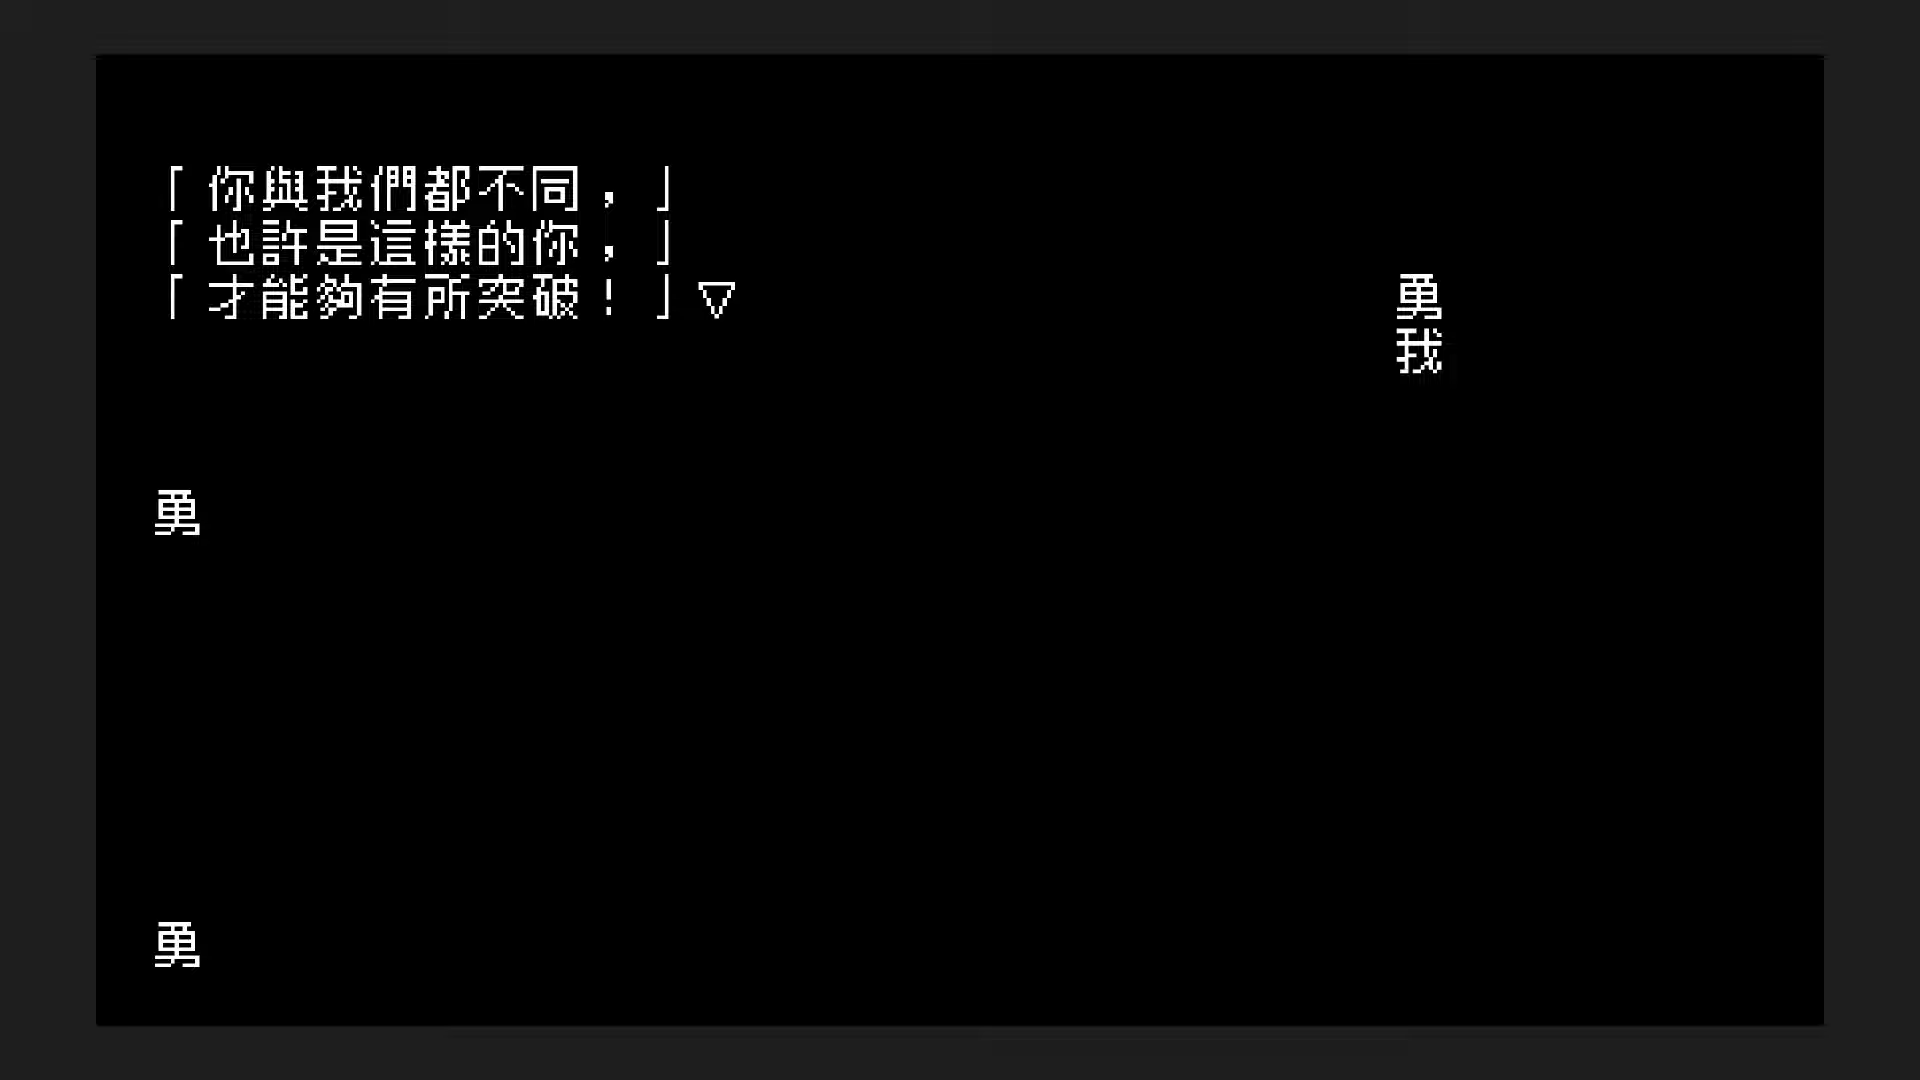 「你與我們都不同，」
「也許是這樣的你，」
「才能夠有所突破！」▽
勇
我
勇
勇